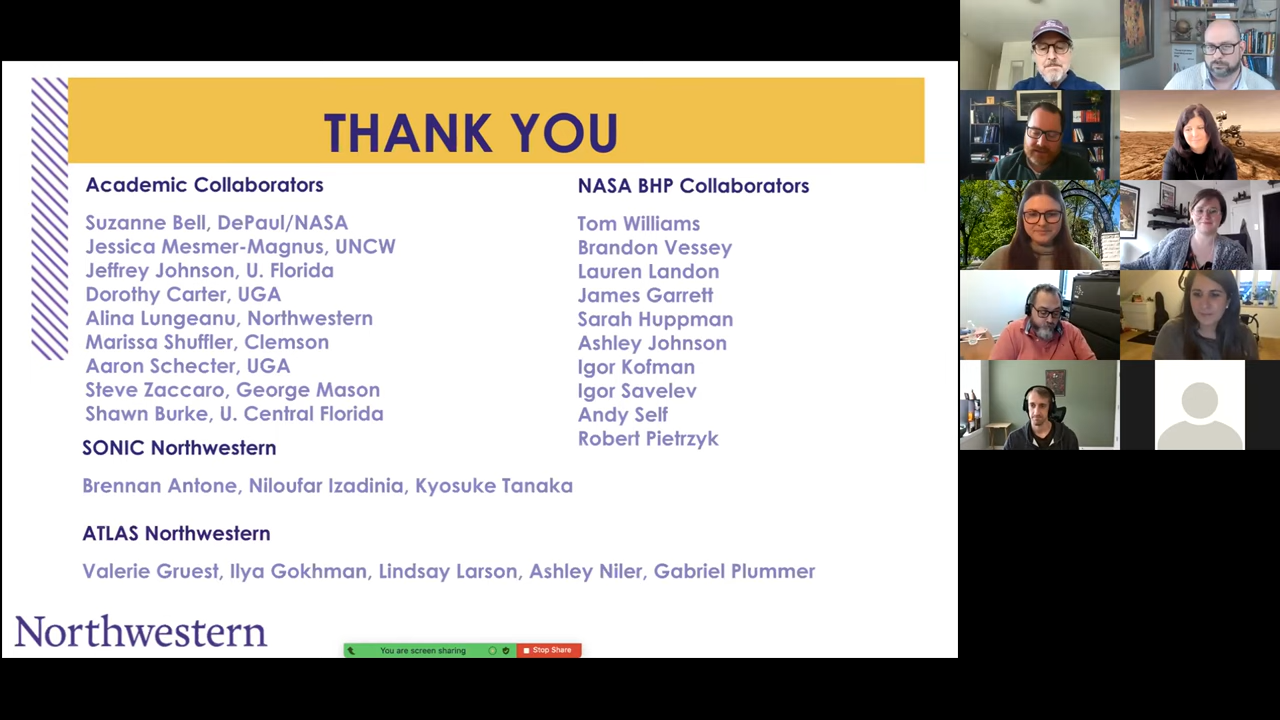 THANK YOU
Academic Collaborators
Suzanne Bell, DePaul/NASA
Jessica Mesmer-Magnus, UNCW
Jeffrey Johnson, U. Florida
Dorothy Carter, UGA
Alina Lungeanu, Northwestern
Marissa Shuffler, Clemson
Aaron Schecter, UGA
Steve Zaccaro, George Mason
Shawn Burke, U. Central Florida
NASA BHP Collaborators
Tom Williams
Brandon Vessey
Lauren Landon
James Garrett
Sarah Huppman
Ashley Johnson
Igor Kofman
Igor Savelev
Andy Self
Robert Pietrzyk
SONIC Northwestern
Brennan Antone, Niloufar Izadinia, Kyosuke Tanaka
ATLAS Northwestern
Valerie Gruest, Ilya Gokhman, Lindsay Larson, Ashley Niler, Gabriel Plummer
Northwestern
You are screen sharing
Stop Share